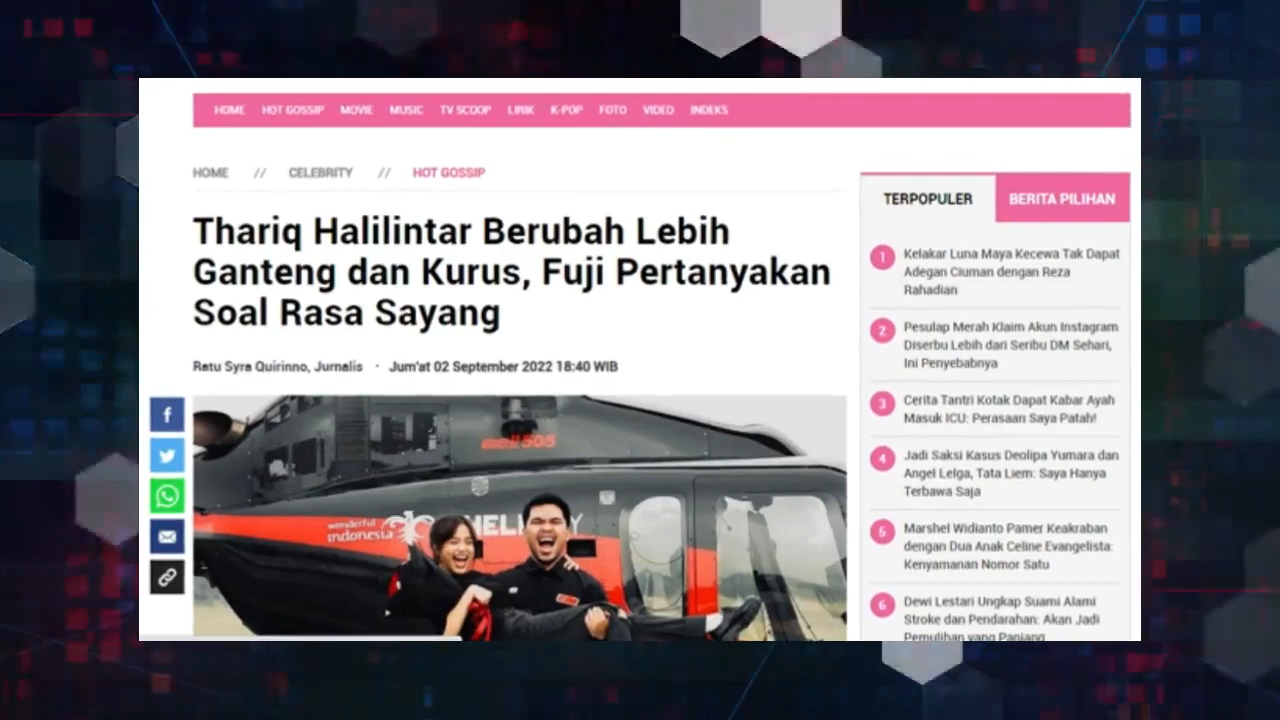 HOME HOT GOSSIP MOVIE MUSIC TV SCOOP LIRIK K-POP FOTO VIDEO INDEKS
HOME // CELEBRITY // HOT GOSSIP
Thariq Halilintar Berubah Lebih
Ganteng dan Kurus, Fuji Pertanyakan
Soal Rasa Sayang
Ratu Syra Quirinno, Jurnalis · Jum'at 02 September 2022 18:40 WIB
Bell 505
wonderful
indonesia
TERPOPULER BERITA PILIHAN
1 Kelakar Luna Maya Kecewa Tak Dapat
Adegan Ciuman dengan Reza
Rahadian
2 Pesulap Merah Klaim Akun Instagram
Diserbu Lebih dari Seribu DM Sehari,
Ini Penyebabnya
3 Cerita Tantri Kotak Dapat Kabar Ayah
Masuk ICU: Perasaan Saya Patah!
4 Jadi Saksi Kasus Deolipa Yumara dan
Angel Lelga, Tata Liem: Saya Hanya
Terbawa Saja
5 Marshel Widianto Pamer Keakraban
dengan Dua Anak Celine Evangelista:
Kenyamanan Nomor Satu
6 Dewi Lestari Ungkap Suami Alami
Stroke dan Pendarahan: Akan Jadi
Pemulihan yang Panjang